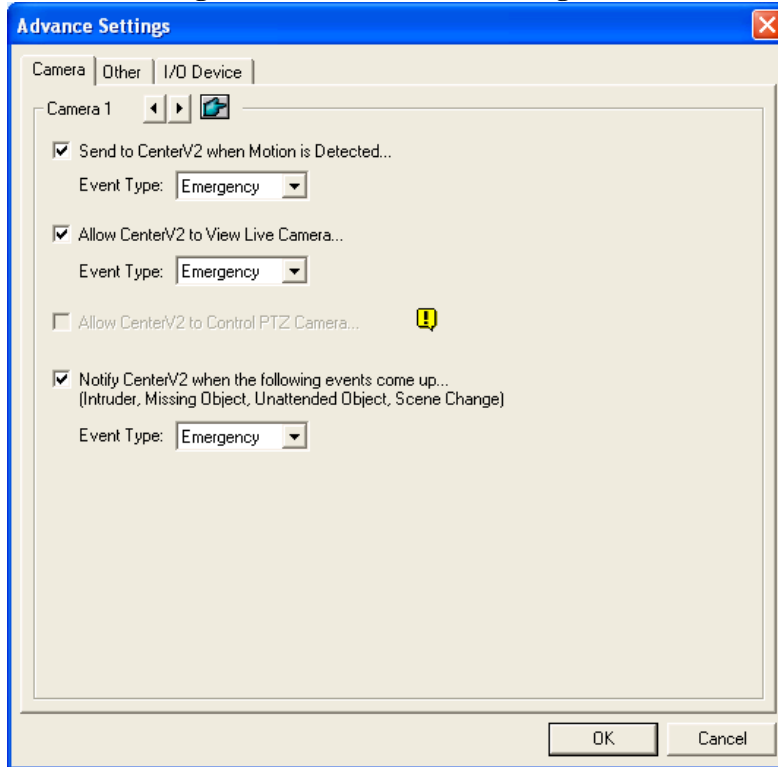 Advance Settings
Camera Other I/O Device
Camera 1
Send to CenterV2 when Motion is Detected...
Event Type: Emergency
Allow CenterV2 to View Live Camera...
Event Type: Emergency
Allow CenterV2 to Control PTZ Camera...
Notify CenterV2 when the following events come up...
(Intruder, Missing Object, Unattended Object, Scene Change)
Event Type: Emergency
OK Cancel